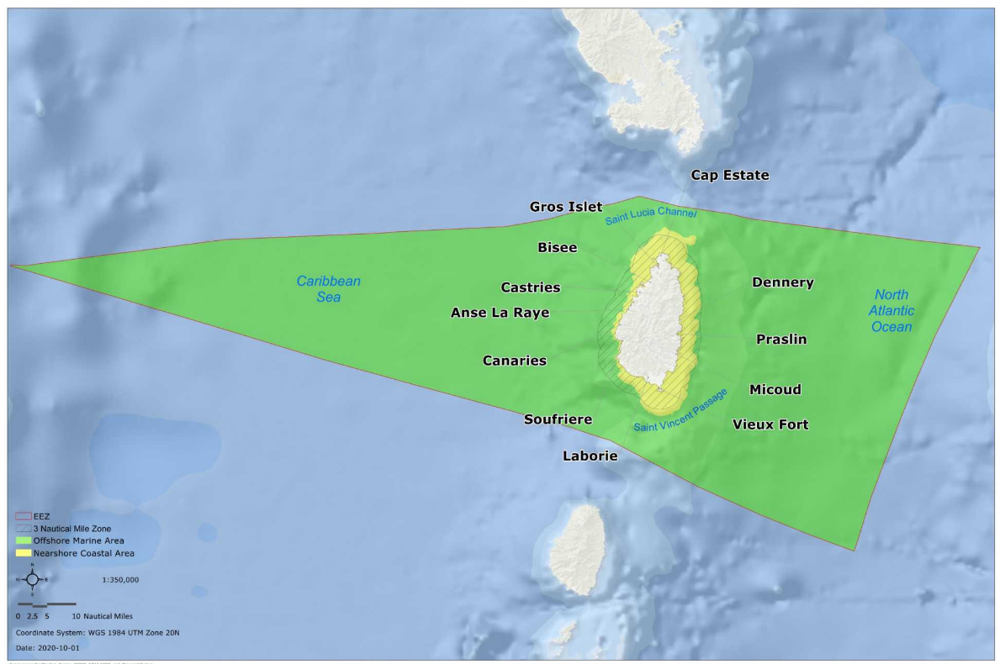 Cap Estate
Gros Islet
Saint Lucia Channel
Bisee
Caribbean
Sea
Castries
Dennery
North
Atlantic
Ocean
Anse La Raye
Praslin
Canaries
Micoud
Soufriere
Saint Vincent Passage
Vieux Fort
Laborie
EEZ
3 Nautical Mile Zone
Offshore Marine Area
Nearshore Coastal Area
N
W E
S
1:350,000
0 2.5 5 10 Nautical Miles
Coordinate System: WGS 1984 UTM Zone 20N
Date: 2020-10-01